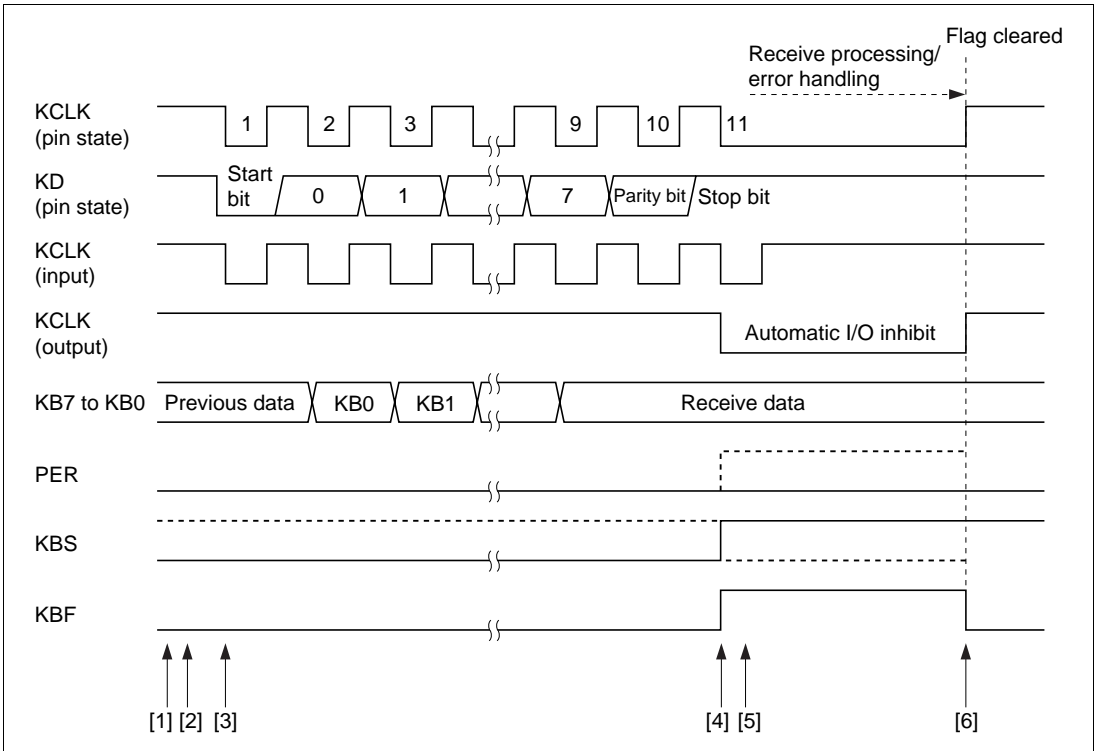 Flag cleared
Receive processing/
error handling
KCLK
(pin state)
1 2 3 9 10 11
KD
(pin state)
Start
bit
0 1 7 Parity bit Stop bit
KCLK
(input)
KCLK
(output)
Automatic I/O inhibit
KB7 to KB0 Previous data KB0 KB1 Receive data
PER
KBS
KBF
[1] [2] [3] [4] [5] [6]